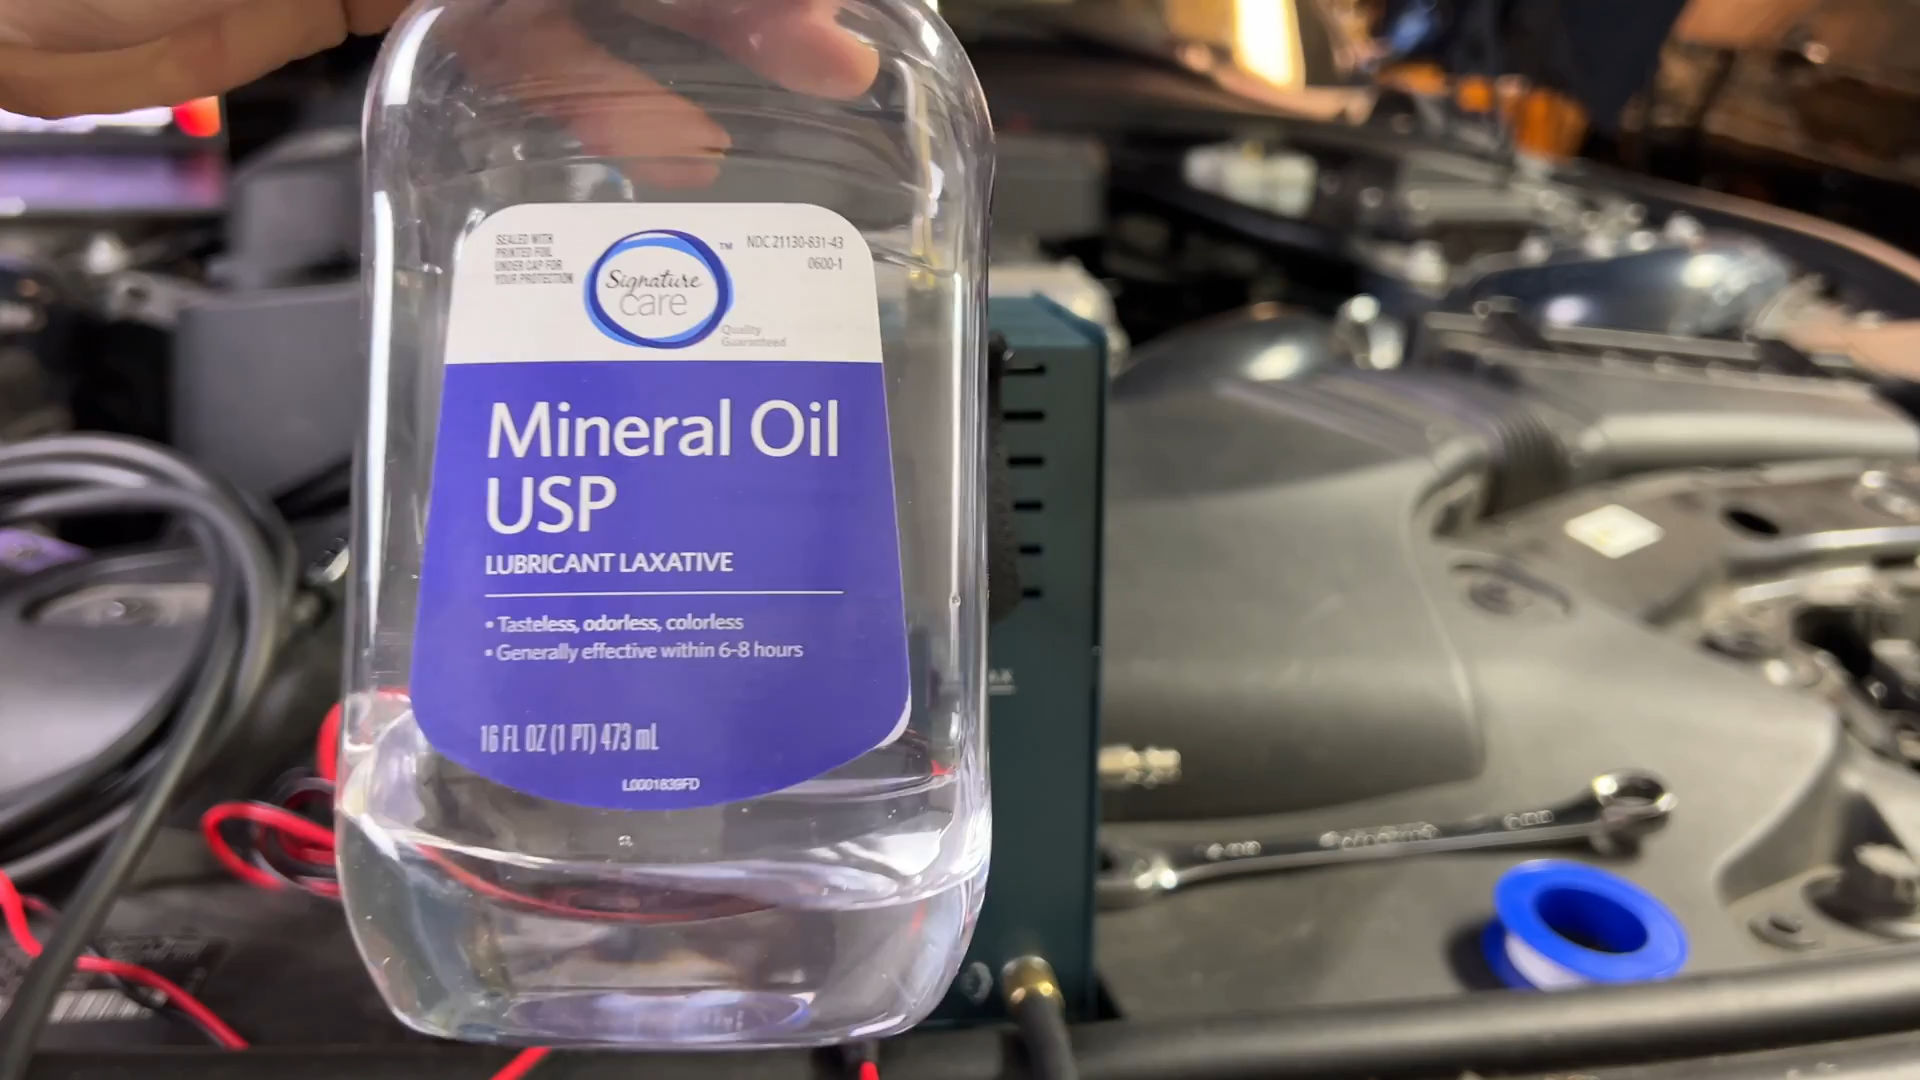 SEALED WITH
PRINTED FOIL
UNDER CAP FOR
YOUR PROTECTION
Signature
care
TM
Quality
Guaranteed
NDC 21130-831-43
0600-1
Mineral Oil
USP
LUBRICANT LAXATIVE
• Tasteless, odorless, colorless
• Generally effective within 6-8 hours
16 FL OZ (1 PT) 473 mL
L0001839FD